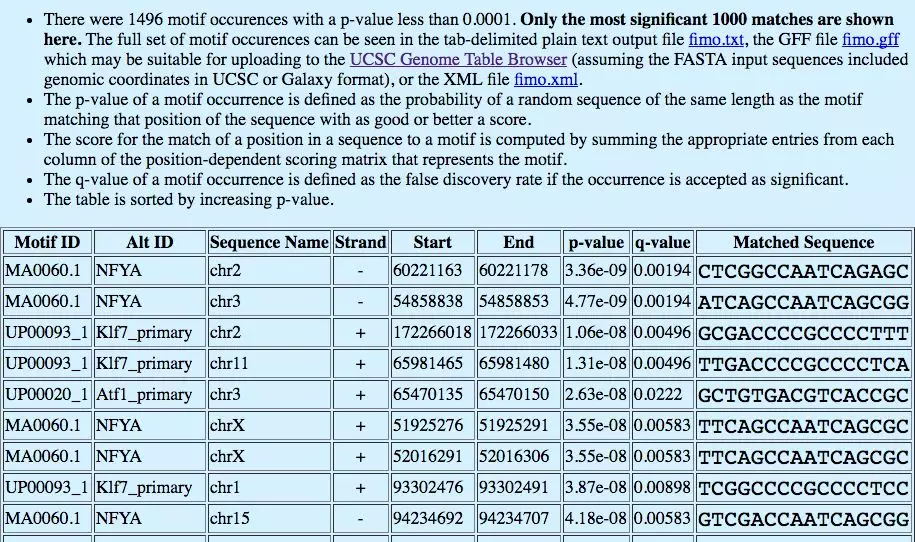 There were 1496 motif occurences with a p-value less than 0.0001. Only the most significant 1000 matches are shown
here. The full set of motif occurences can be seen in the tab-delimited plain text output file fimo.txt, the GFF file fimo.gff
which may be suitable for uploading to the UCSC Genome Table Browser (assuming the FASTA input sequences included
genomic coordinates in UCSC or Galaxy format), or the XML file fimo.xml.
The p-value of a motif occurrence is defined as the probability of a random sequence of the same length as the motif
matching that position of the sequence with as good or better a score.
The score for the match of a position in a sequence to a motif is computed by summing the appropriate entries from each
column of the position-dependent scoring matrix that represents the motif.
The q-value of a motif occurrence is defined as the false discovery rate if the occurrence is accepted as significant.
The table is sorted by increasing p-value.
Motif ID Alt ID Sequence Name Strand Start End p-value q-value Matched Sequence
MA0060.1 NFYA chr2 - 60221163 60221178 3.36e-09 0.00194 CTCGGCCAATCAGAGC
MA0060.1 NFYA chr3 - 54858838 54858853 4.77e-09 0.00194 ATCAGCCAATCAGCGG
UP00093_1 Klf7_primary chr2 + 172266018 172266033 1.06e-08 0.00496 GCGACCCCGCCCCTTT
UP00093_1 Klf7_primary chr11 + 65981465 65981480 1.31e-08 0.00496 TTGACCCCGCCCCTCA
UP00020_1 Atf1_primary chr3 + 65470135 65470150 2.63e-08 0.0222 GCTGTGACGTCACCGC
MA0060.1 NFYA chrX + 51925276 51925291 3.55e-08 0.00583 TTCAGCCAATCAGCGC
MA0060.1 NFYA chrX + 52016291 52016306 3.55e-08 0.00583 TTCAGCCAATCAGCGC
UP00093_1 Klf7_primary chr1 + 93302476 93302491 3.87e-08 0.00898 TCGGCCCCGCCCCTCC
MA0060.1 NFYA chr15 - 94234692 94234707 4.18e-08 0.00583 GTCGACCAATCAGCGG